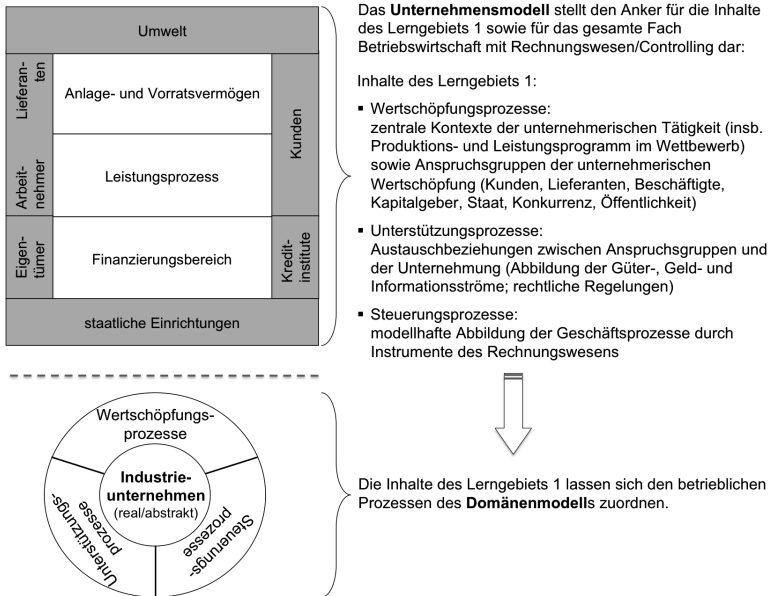 Umwelt
Lieferan-
ten
Anlage- und Vorratsvermögen
Kunden
Arbeit-
nehmer
Leistungsprozess
Eigen-
tümer
Finanzierungsbereich
Kredit-
institute
staatliche Einrichtungen
Das Unternehmensmodell stellt den Anker für die Inhalte
des Lerngebiets 1 sowie für das gesamte Fach
Betriebswirtschaft mit Rechnungswesen/Controlling dar:
Inhalte des Lerngebiets 1:
▪ Wertschöpfungsprozesse:
zentrale Kontexte der unternehmerischen Tätigkeit (insb.
Produktions- und Leistungsprogramm im Wettbewerb)
sowie Anspruchsgruppen der unternehmerischen
Wertschöpfung (Kunden, Lieferanten, Beschäftigte,
Kapitalgeber, Staat, Konkurrenz, Öffentlichkeit)
▪ Unterstützungsprozesse:
Austauschbeziehungen zwischen Anspruchsgruppen und
der Unternehmung (Abbildung der Güter-, Geld- und
Informationsströme; rechtliche Regelungen)
▪ Steuerungsprozesse:
modellhafte Abbildung der Geschäftsprozesse durch
Instrumente des Rechnungswesens
Wertschöpfungs-
prozesse
Industrie-
unternehmen
(real/abstrakt)
Unterstützungs-
prozesse
Steuerungs-
prozesse
Die Inhalte des Lerngebiets 1 lassen sich den betrieblichen
Prozessen des Domänenmodells zuordnen.